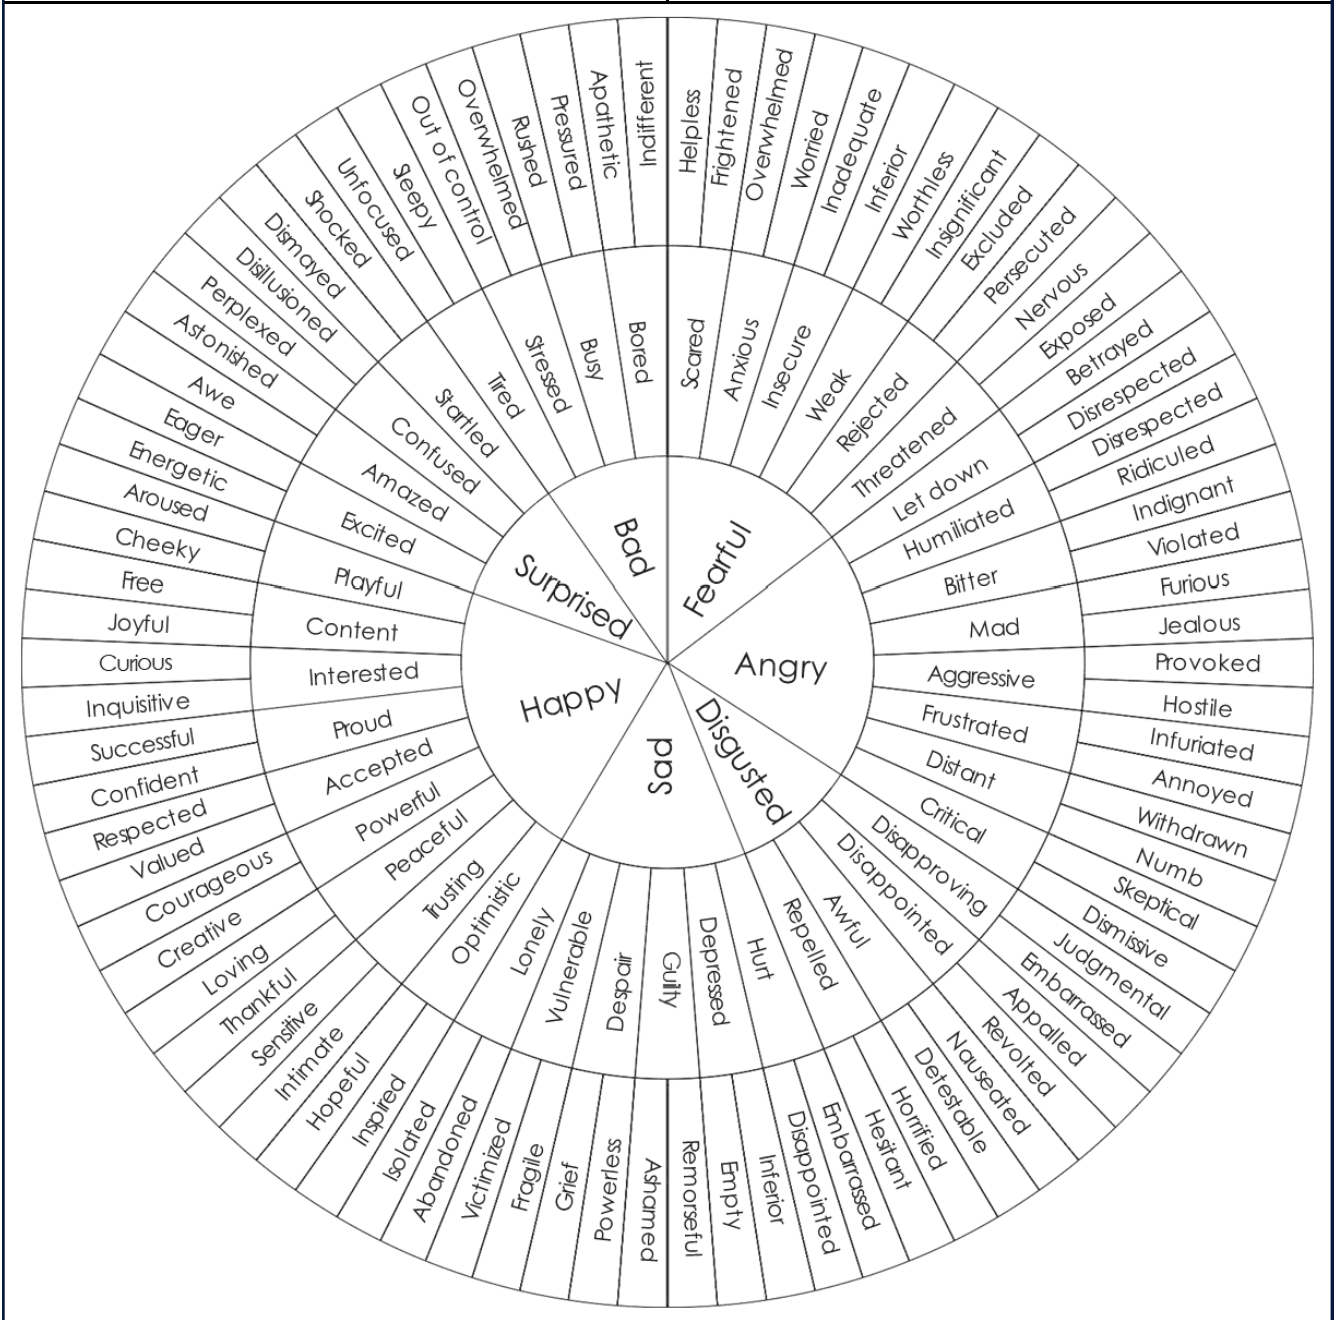 Bad
Fearful
Angry
Disgusted
Sad
Happy
Surprised
Scared
Anxious
Insecure
Weak
Rejected
Threatened
Let down
Humiliated
Bitter
Mad
Aggressive
Frustrated
Distant
Critical
Disapproving
Disappointed
Awful
Repelled
Hurt
Depressed
Guilty
Despair
Vulnerable
Lonely
Optimistic
Trusting
Peaceful
Powerful
Accepted
Proud
Interested
Content
Playful
Excited
Amazed
Confused
Startled
Tired
Stressed
Busy
Bored
Helpless
Frightened
Overwhelmed
Worried
Inadequate
Inferior
Worthless
Insignificant
Excluded
Persecuted
Nervous
Exposed
Betrayed
Disrespected
Disrespected
Ridiculed
Indignant
Violated
Furious
Jealous
Provoked
Hostile
Infuriated
Annoyed
Withdrawn
Numb
Skeptical
Dismissive
Judgmental
Embarrassed
Appalled
Revolted
Nauseated
Detestable
Horrified
Hesitant
Embarrassed
Disappointed
Inferior
Empty
Remorseful
Ashamed
Powerless
Grief
Fragile
Victimized
Abandoned
Isolated
Inspired
Hopeful
Intimate
Sensitive
Thankful
Loving
Creative
Courageous
Valued
Respected
Confident
Successful
Inquisitive
Curious
Joyful
Free
Cheeky
Aroused
Energetic
Eager
Awe
Astonished
Perplexed
Disillusioned
Dismayed
Shocked
Unfocused
Sleepy
Out of control
Overwhelmed
Rushed
Pressured
Apathetic
Indifferent